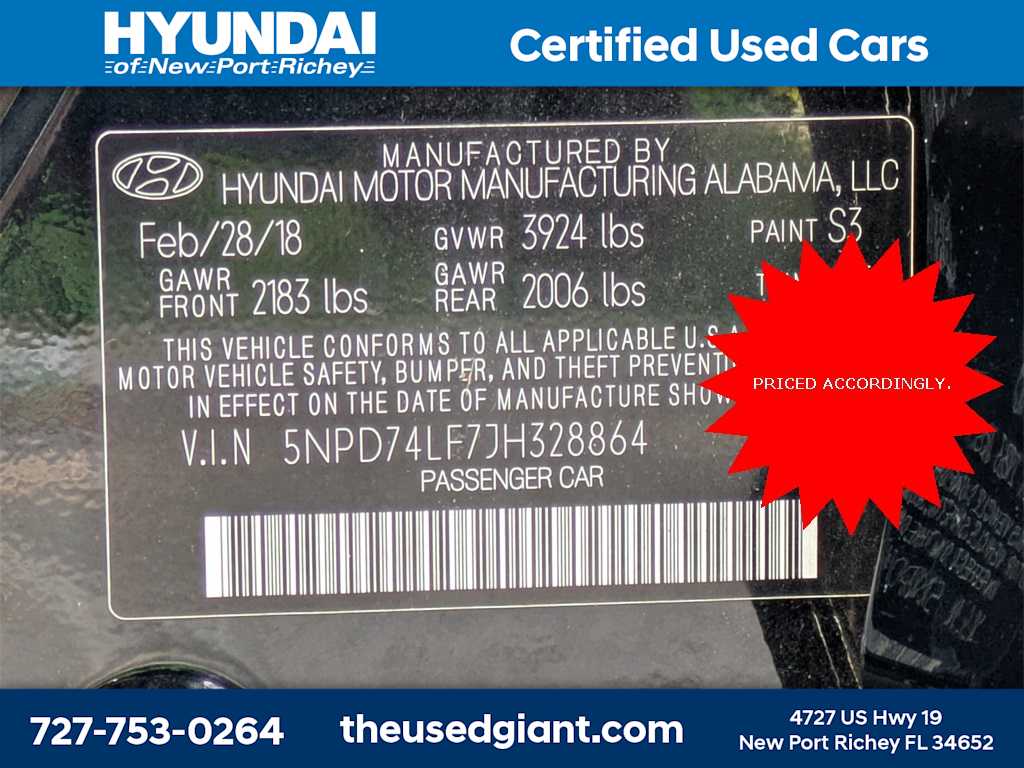 HYUNDAI
of New Port Richey
Certified Used Cars
MANUFACTURED BY
HYUNDAI MOTOR MANUFACTURING ALABAMA, LLC
Feb/28/18 GVWR 3924 lbs PAINT S3
GAWR FRONT 2183 lbs GAWR REAR 2006 lbs
THIS VEHICLE CONFORMS TO ALL APPLICABLE U.S.A
MOTOR VEHICLE SAFETY, BUMPER, AND THEFT
IN EFFECT ON THE DATE OF MANUFACTURE
PRICED ACCORDINGLY.
V.I.N 5NPD74LF7JH328864
PASSENGER CAR
727-753-0264
theusedgiant.com
4727 US Hwy 19
New Port Richey FL 34652